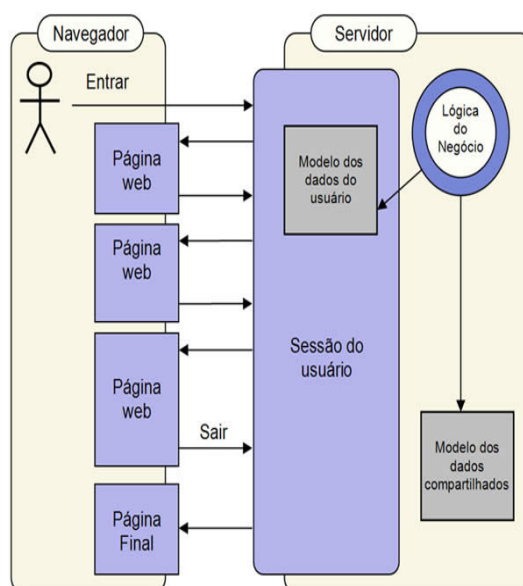 Navegador
Servidor
Entrar
Página
web
Modelo dos
dados do
usuário
Lógica
do
Negócio
Página
web
Sessão do
usuário
Página
web
Sair
Modelo dos
dados
compartilhados
Página
Final